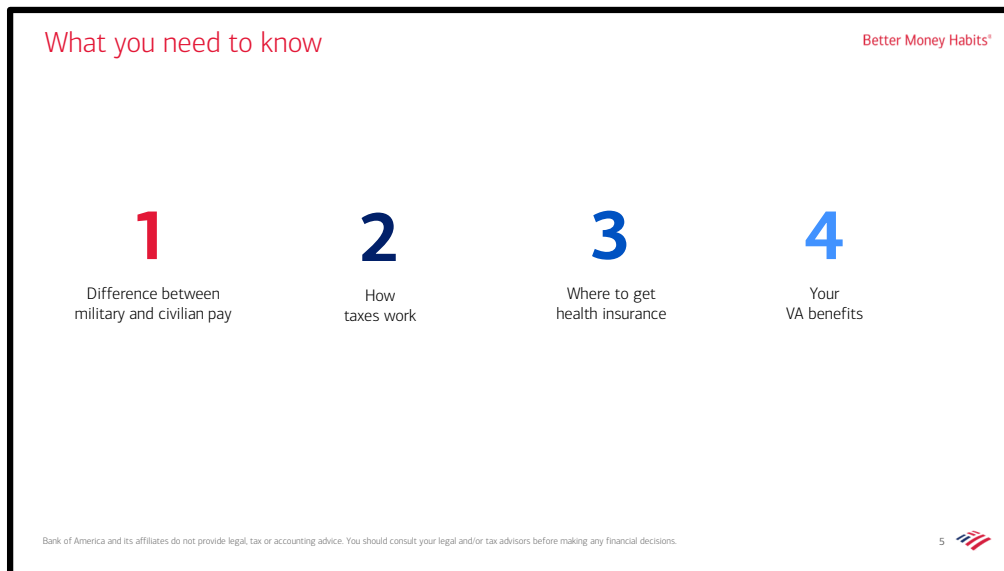 What you need to know
Better Money Habits®
1
Difference between
military and civilian pay
2
How
taxes work
3
Where to get
health insurance
4
Your
VA benefits
Bank of America and its affiliates do not provide legal, tax or accounting advice. You should consult your legal and/or tax advisors before making any financial decisions.
5